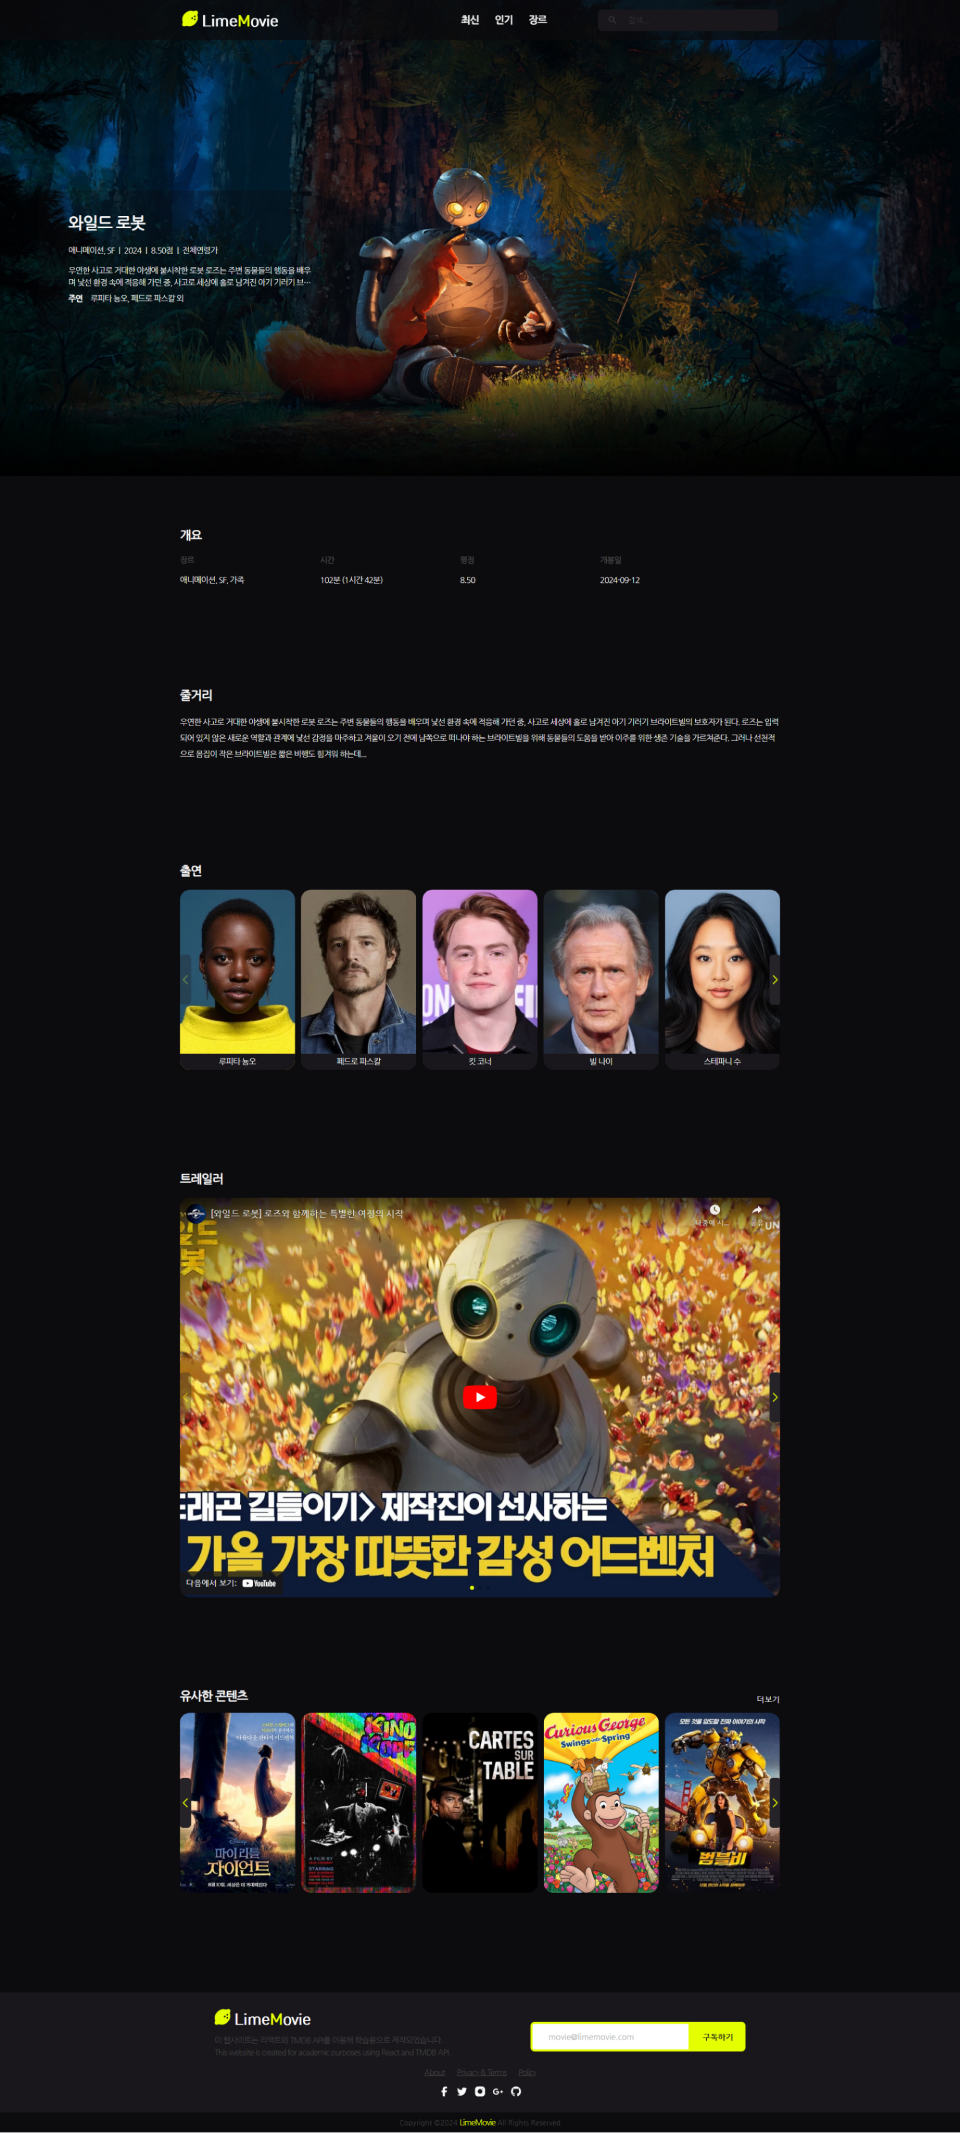 LimeMovie
최신 인기 장르
검색...
와일드 로봇
애니메이션, SF | 2024 | 8.50점 | 전체연령가
우연한 사고로 거대한 야생에 불시착한 로봇 로즈는 주변 동물들의 행동을 배우
며 낯선 환경 속에 적응해 가던 중, 사고로 세상에 홀로 남겨진 아기 기러기 브…
주연 루피타 뇽오, 페드로 파스칼 외
개요
장르 시간 평점 개봉일
애니메이션, SF, 가족 102분 (1시간 42분) 8.50 2024-09-12
줄거리
우연한 사고로 거대한 야생에 불시착한 로봇 로즈는 주변 동물들의 행동을 배우며 낯선 환경 속에 적응해 가던 중, 사고로 세상에 홀로 남겨진 아기 기러기 브라이트빌의 보호자가 된다. 로즈는 입력
되어 있지 않은 새로운 역할과 관계에 낯선 감정을 마주하고 겨울이 오기 전에 남쪽으로 떠나야 하는 브라이트빌을 위해 동물들의 도움을 받아 이주를 위한 생존 기술을 가르쳐준다. 그러나 선천적
으로 몸집이 작은 브라이트빌은 짧은 비행도 힘겨워 하는데...
출연
루피타 뇽오
페드로 파스칼
킷 코너
빌 나이
스테파니 수
트레일러
[와일드 로봇] 로즈와 함께하는 특별한 여정의 시작
나중에 시... 공유
봇
UN
드래곤 길들이기> 제작진이 선사하는
가을 가장 따뜻한 감성 어드벤처
다음에서 보기: YouTube
유사한 콘텐츠
더보기
Disney
마이 리틀
자이언트
KINO
KOPF
A FILM BY
STARRING
CARTES
SUR
TABLE
Curious George
Swings into Spring
모든 것을 압도할 진짜 이야기의 시작
범블비
LimeMovie
이 웹사이트는 리액트와 TMDB API를 이용해 학습용으로 제작되었습니다.
This website is created for academic purposes using React and TMDB API.
movie@limemovie.com
구독하기
About Privacy & Terms Policy
Copyright ©2024 LimeMovie All Rights Reserved